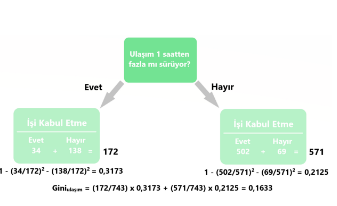 Ulaşım 1 saatten
fazla mı sürüyor?
Evet
Hayır
İşi Kabul Etme
Evet Hayır
34 + 138 = 172
1 - (34/172)² - (138/172)² = 0,3173
İşi Kabul Etme
Evet Hayır
502 + 69 = 571
1 - (502/571)² - (69/571)² = 0,2125
Giniulaşım = (172/743) x 0,3173 + (571/743) x 0,2125 = 0,1633